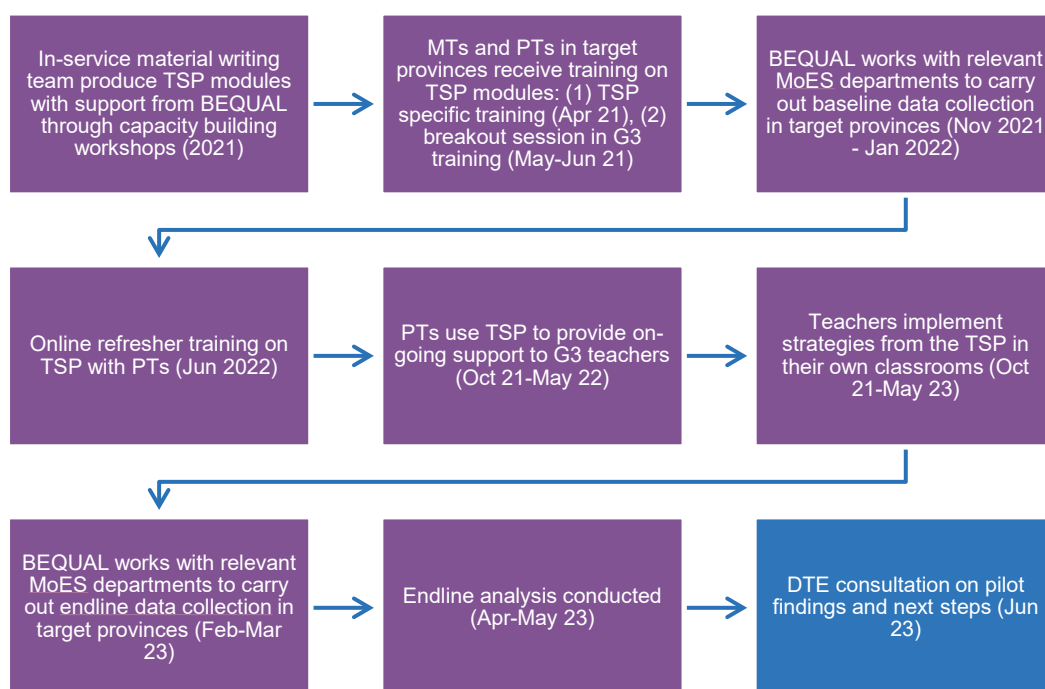 In-service material writing
team produce TSP modules
with support from BEQUAL
through capacity building
workshops (2021)
MTs and PTs in target
provinces receive training on
TSP modules: (1) TSP
specific training (Apr 21), (2)
breakout session in G3
training (May-Jun 21)
BEQUAL works with relevant
MoES departments to carry
out baseline data collection
in target provinces (Nov 2021
- Jan 2022)
Online refresher training on
TSP with PTs (Jun 2022)
PTs use TSP to provide on-
going support to G3 teachers
(Oct 21-May 22)
Teachers implement
strategies from the TSP in
their own classrooms (Oct
21-May 23)
BEQUAL works with relevant
MoES departments to carry
out endline data collection in
target provinces (Feb-Mar
23)
Endline analysis conducted
(Apr-May 23)
DTE consultation on pilot
findings and next steps (Jun
23)